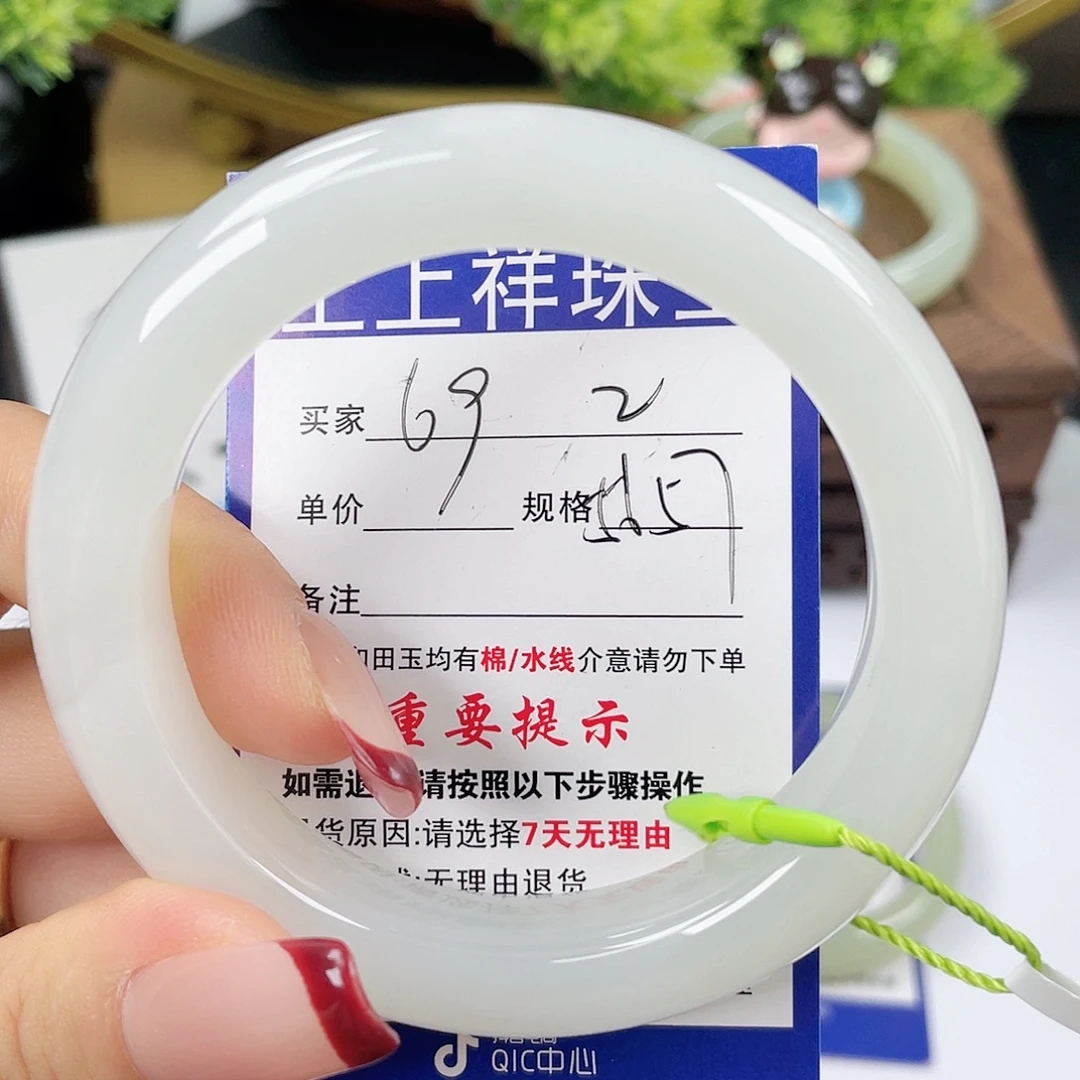 上上祥珠
买家 69 2
单价 规格 585
备注
和田玉均有棉/水线介意请勿下单
重要提示
如需退 请按照以下步骤操作
货原因:请选择7天无理由
:无理由退货
QIC中心